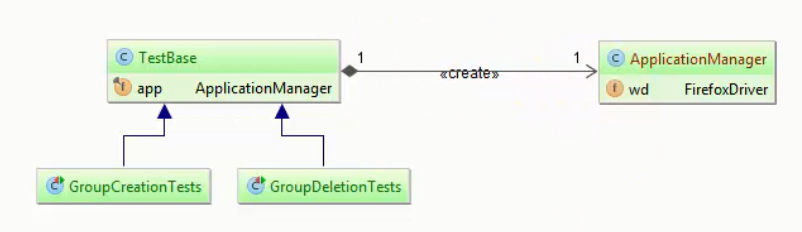 C TestBase
f app ApplicationManager
1 «create» 1
C ApplicationManager
f wd FirefoxDriver
C GroupCreationTests
C GroupDeletionTests